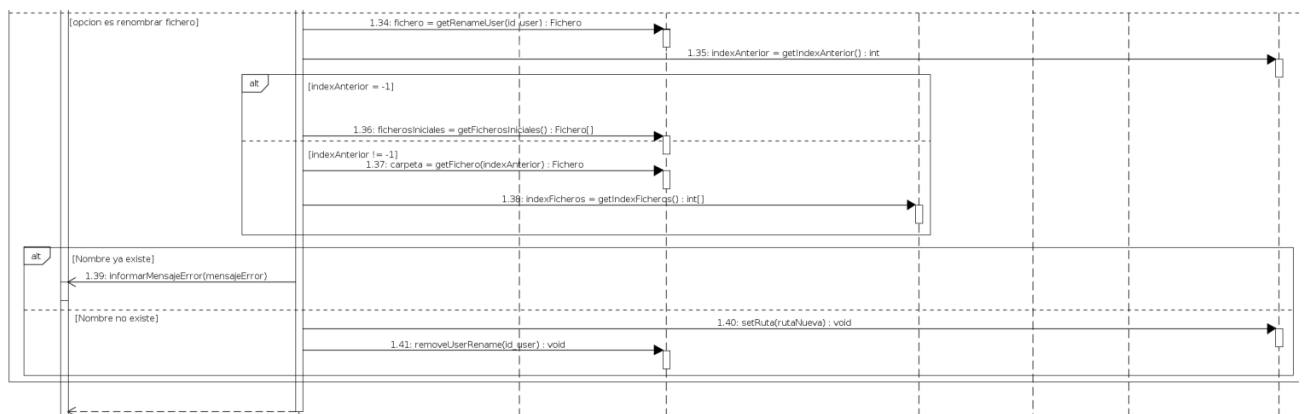 [opcion es renombrar fichero]
1.34: fichero = getRenameUser(id_user) : Fichero
1.35: indexAnterior = getIndexAnterior() : int
alt
[indexAnterior = -1]
1.36: ficherosIniciales = getFicherosIniciales() : Fichero[]
[indexAnterior != -1]
1.37: carpeta = getFichero(indexAnterior) : Fichero
1.38: indexFicheros = getIndexFicheros() : int[]
alt
[Nombre ya existe]
1.39: informarMensajeError(mensajeError)
[Nombre no existe]
1.40: setRuta(rutaNueva) : void
1.41: removeUserRename(id_user) : void